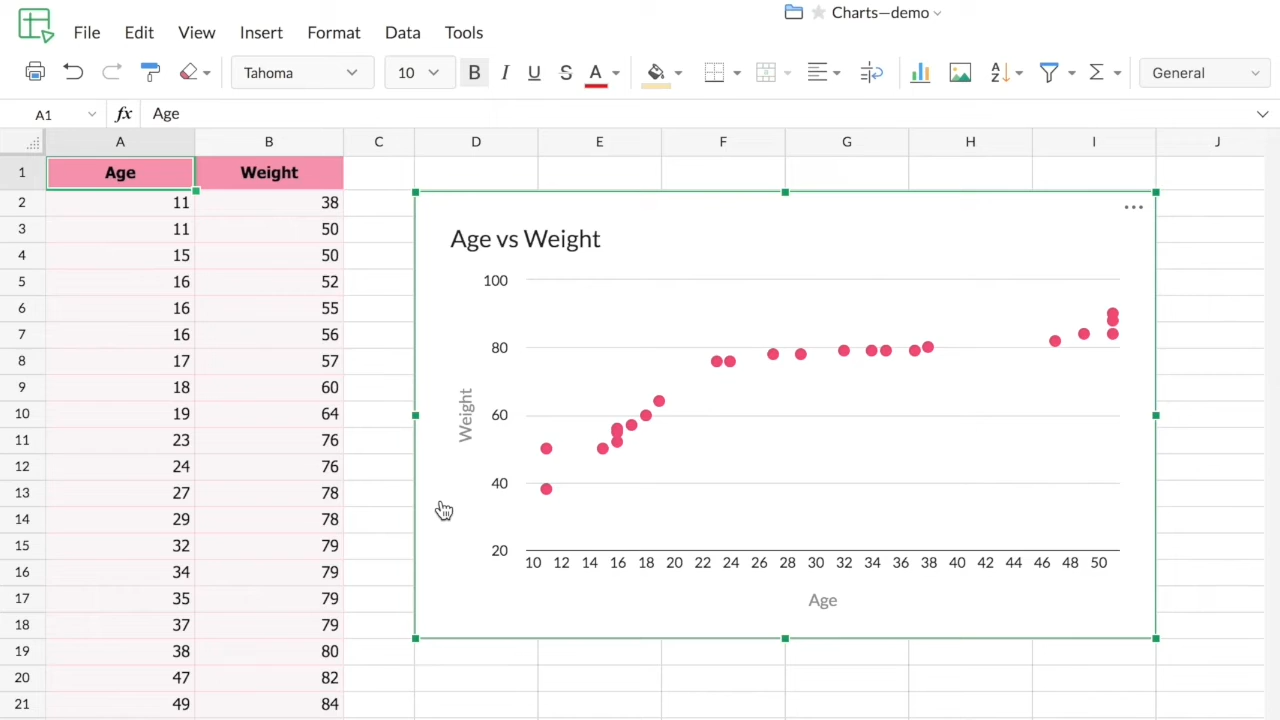 Charts—demo
File Edit View Insert Format Data Tools
Tahoma 10 B I U S A A Z Σ General
A1 fx Age
A B C D E F G H I J
1 Age Weight
2 11 38
3 11 50
4 15 50
5 16 52
6 16 55
7 16 56
8 17 57
9 18 60
10 19 64
11 23 76
12 24 76
13 27 78
14 29 78
15 32 79
16 34 79
17 35 79
18 37 79
19 38 80
20 47 82
21 49 84
Age vs Weight
100
80
60
40
20
Weight
10 12 14 16 18 20 22 24 26 28 30 32 34 36 38 40 42 44 46 48 50
Age